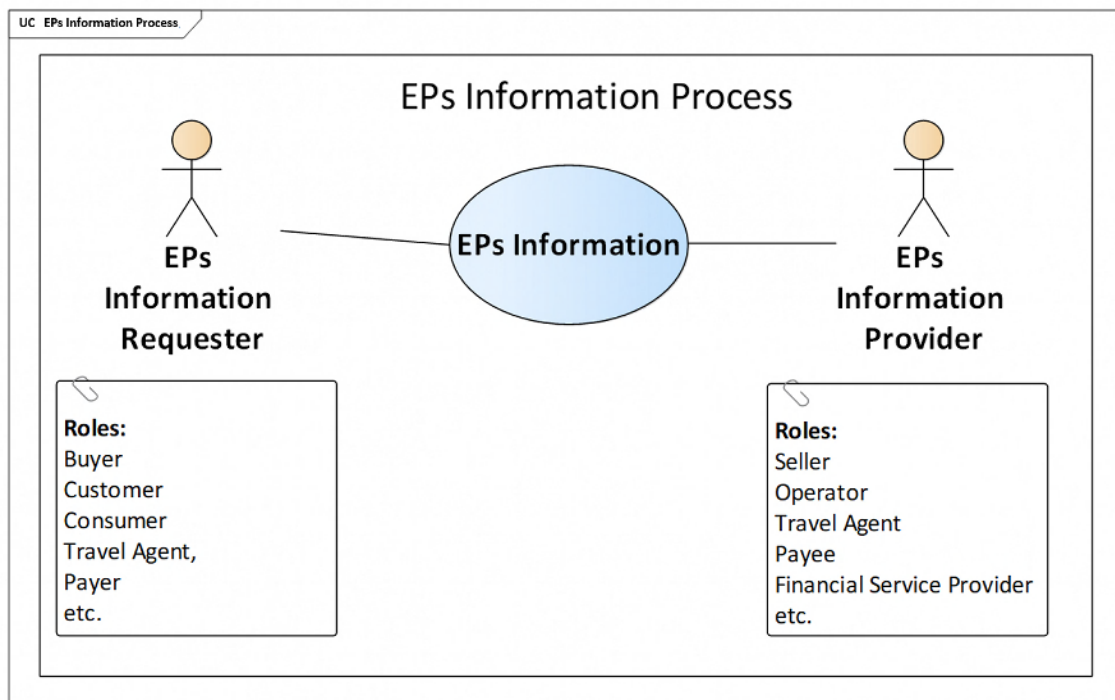 UC EPs Information Process
EPs Information Process
EPs Information
EPs
Information
Requester
EPs
Information
Provider
Roles:
Buyer
Customer
Consumer
Travel Agent,
Payer
etc.
Roles:
Seller
Operator
Travel Agent
Payee
Financial Service Provider
etc.